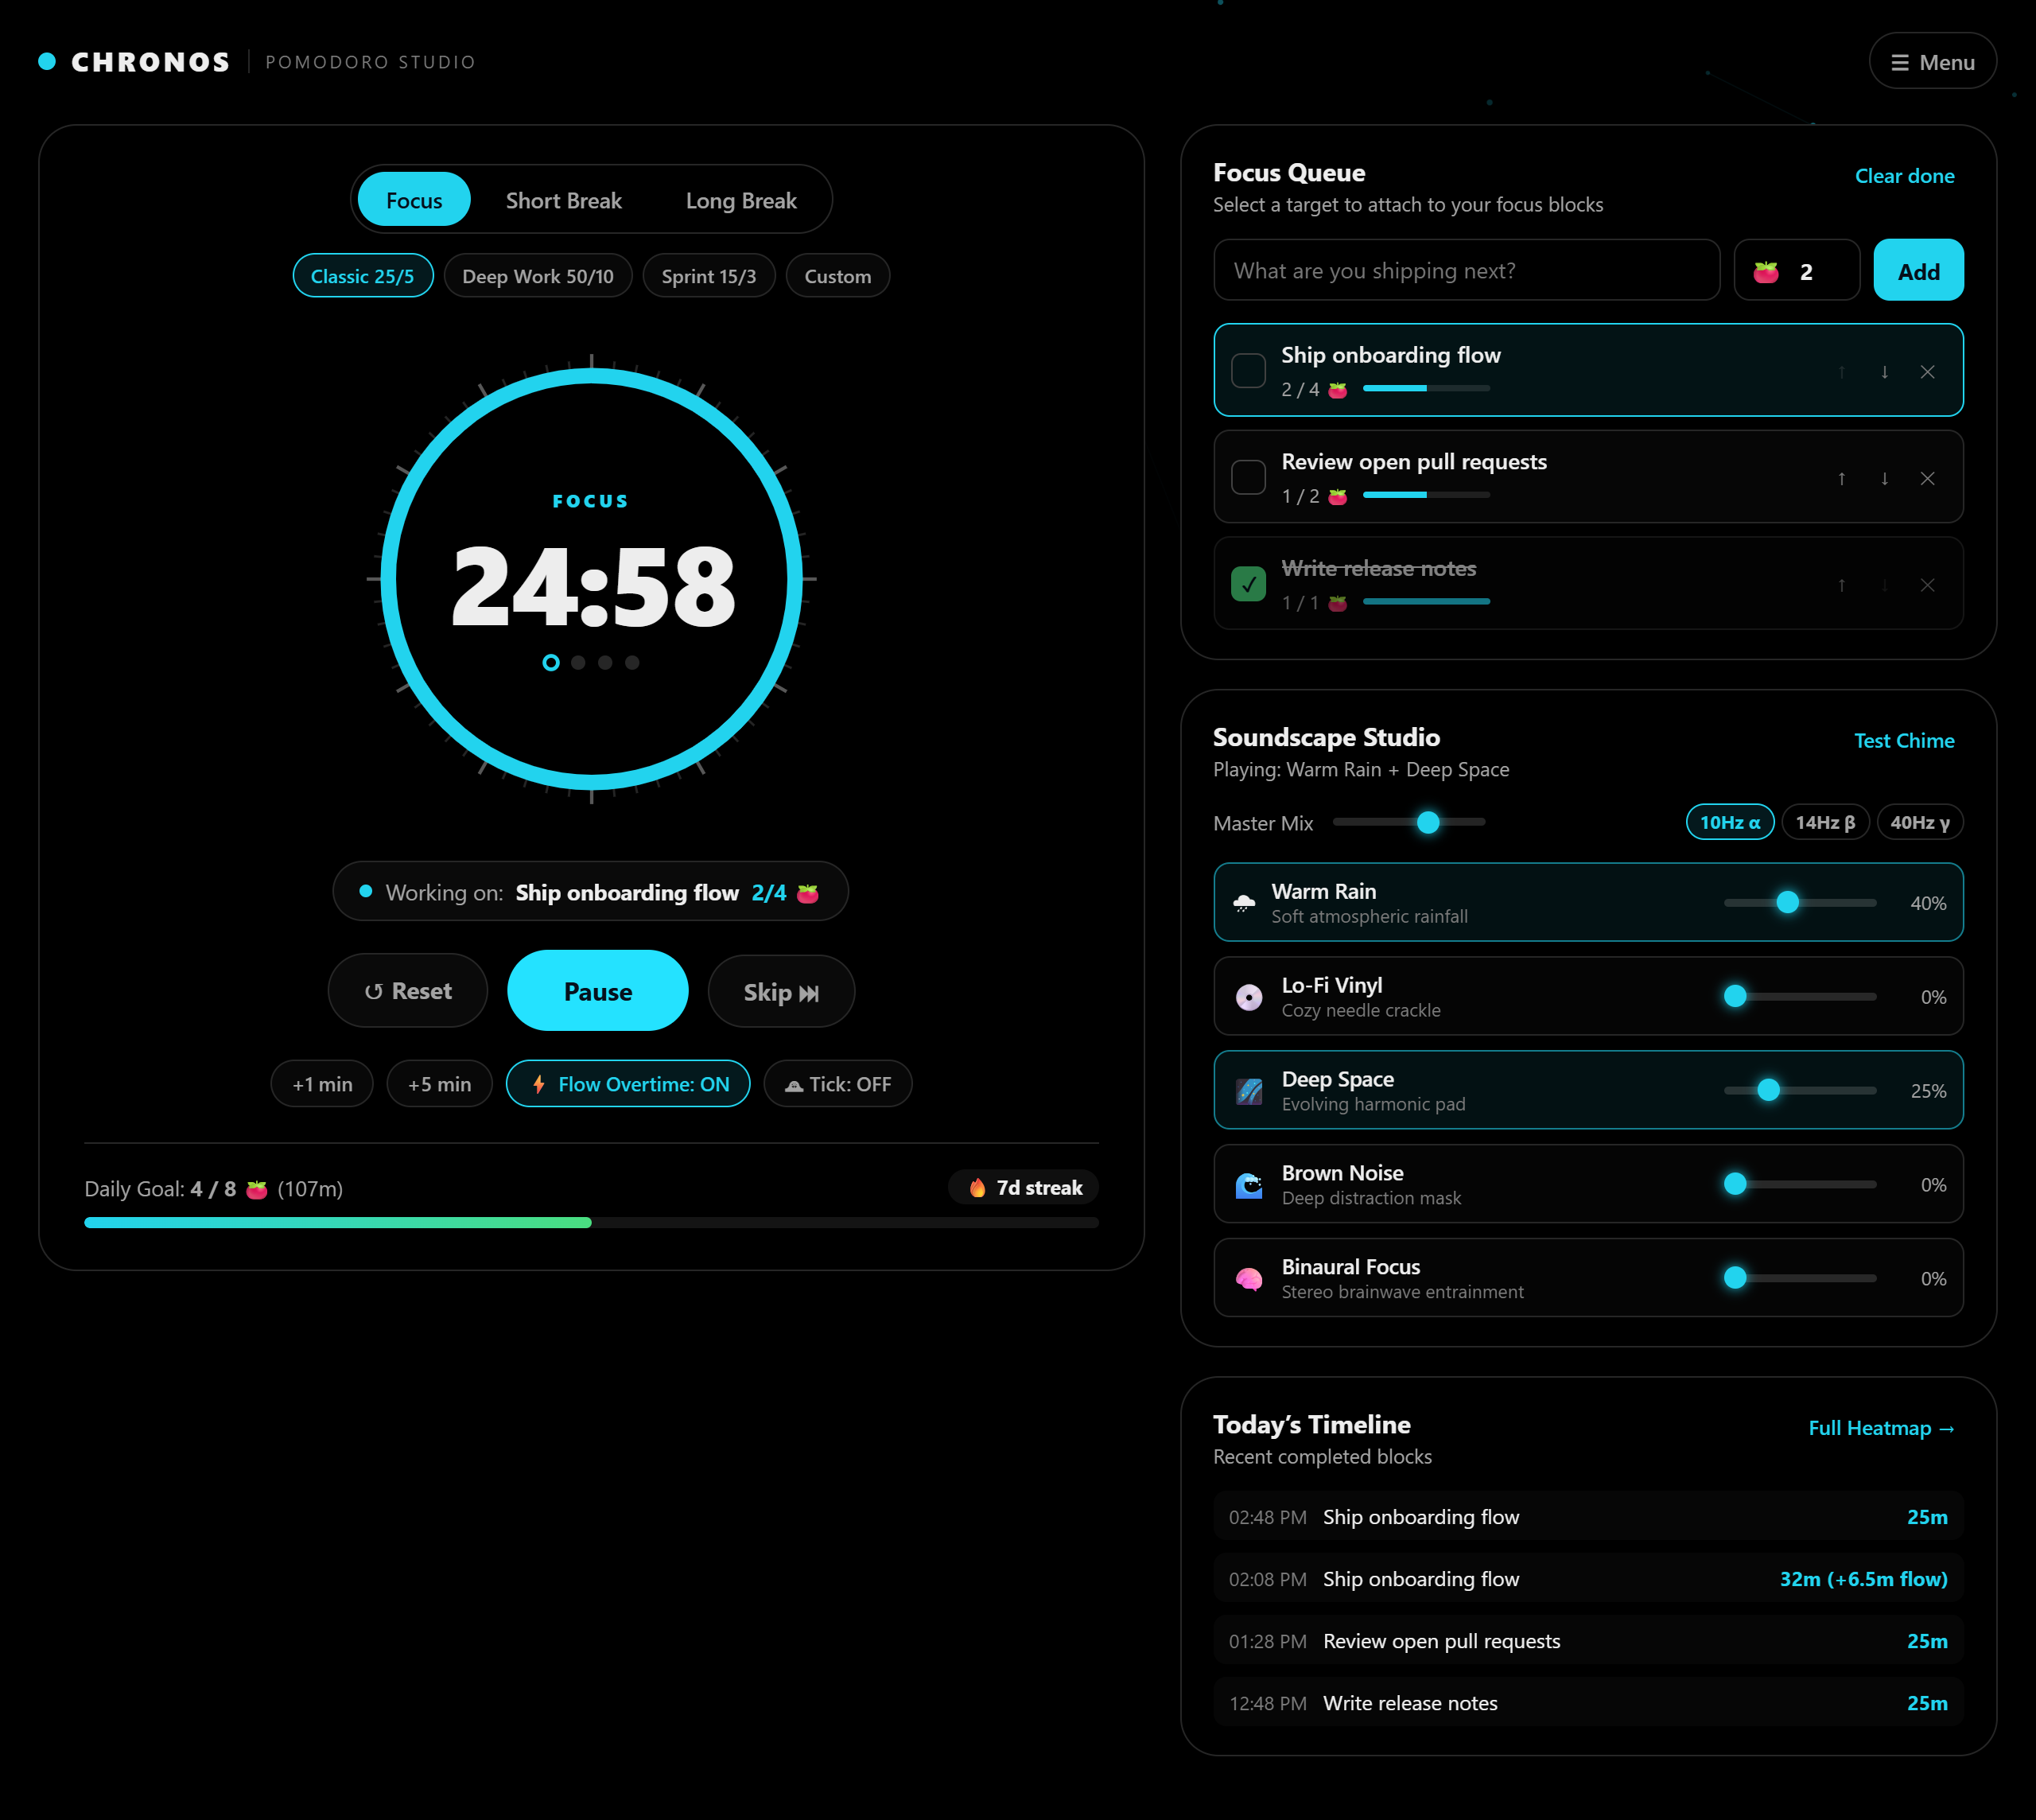 CHRONOS
POMODORO STUDIO
☰ Menu
Focus
Short Break
Long Break
Classic 25/5
Deep Work 50/10
Sprint 15/3
Custom
FOCUS
24:58
Working on: Ship onboarding flow 2/4 🍅
↺ Reset
Pause
Skip ⏭
+1 min
+5 min
⚡ Flow Overtime: ON
🕰 Tick: OFF
Daily Goal: 4 / 8 🍅 (107m)
🔥 7d streak
Focus Queue
Clear done
Select a target to attach to your focus blocks
What are you shipping next?
🍅 2
Add
Ship onboarding flow
2 / 4 🍅
↑ ↓ ✕
Review open pull requests
1 / 2 🍅
↑ ↓ ✕
✓ Write release notes
1 / 1 🍅
↑ ↓ ✕
Soundscape Studio
Test Chime
Playing: Warm Rain + Deep Space
Master Mix
10Hz α
14Hz β
40Hz γ
Warm Rain
Soft atmospheric rainfall
40%
Lo-Fi Vinyl
Cozy needle crackle
0%
Deep Space
Evolving harmonic pad
25%
Brown Noise
Deep distraction mask
0%
Binaural Focus
Stereo brainwave entrainment
0%
Today’s Timeline
Full Heatmap →
Recent completed blocks
02:48 PM Ship onboarding flow 25m
02:08 PM Ship onboarding flow 32m (+6.5m flow)
01:28 PM Review open pull requests 25m
12:48 PM Write release notes 25m